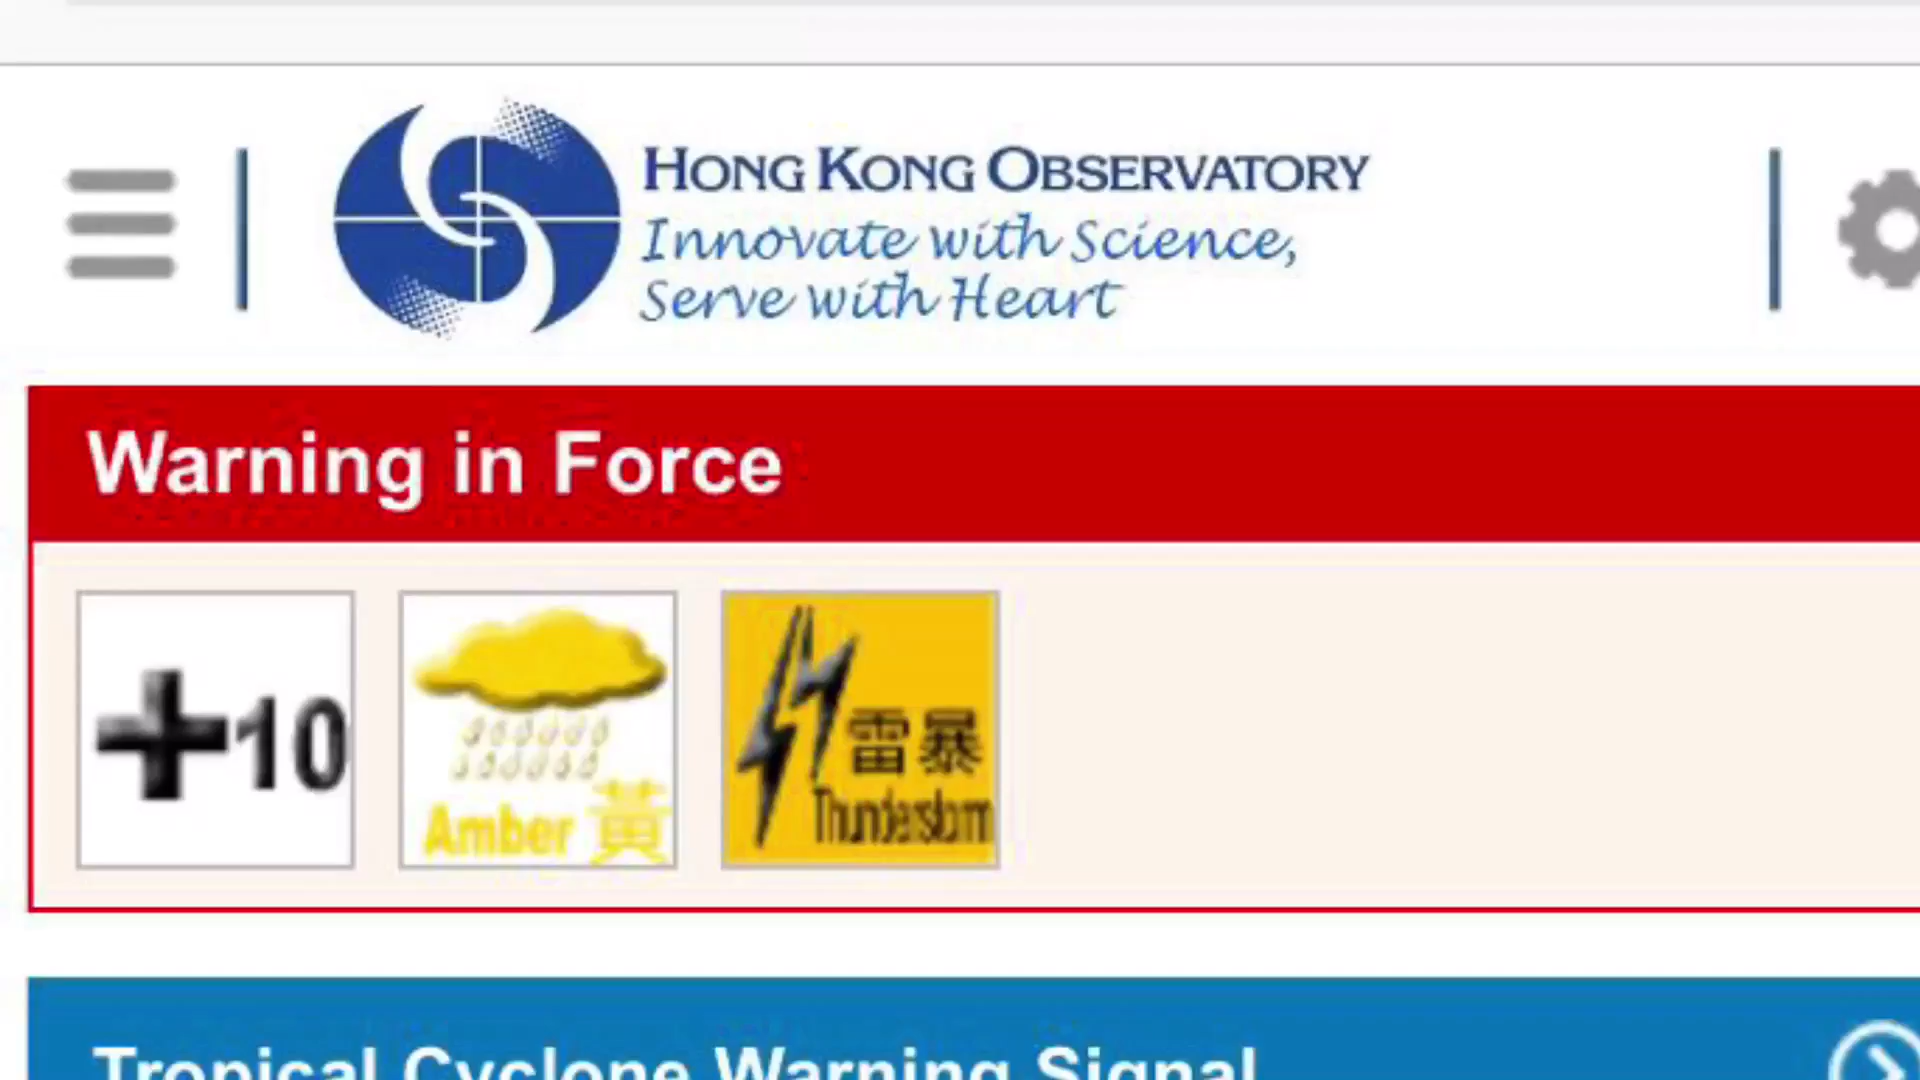 HONG KONG OBSERVATORY
Innovate with Science,
Serve with Heart
Warning in Force
10
Amber 黃
雷暴
Thunderstorm
Tropical Cyclone Warning Signal